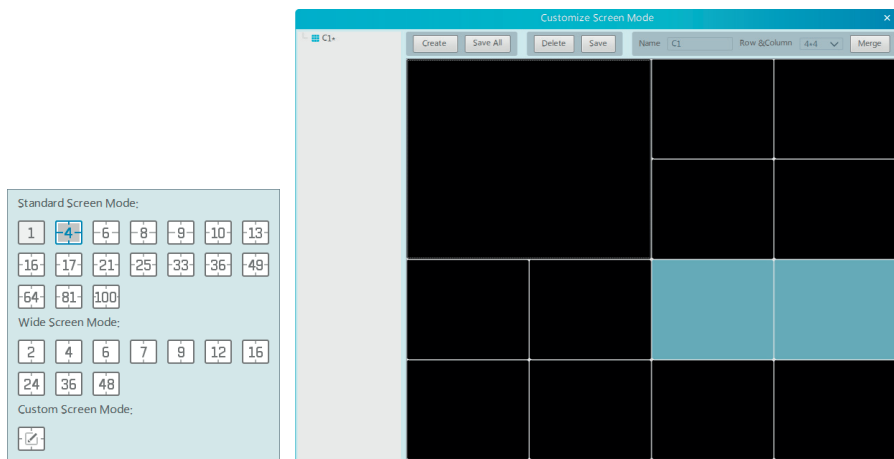 Customize Screen Mode ×
C1*
Create Save All Delete Save Name C1 Row &Column 4*4 Merge
Standard Screen Mode:
1 4 6 8 9 10 13
16 17 21 25 33 36 49
64 81 100
Wide Screen Mode:
2 4 6 7 9 12 16
24 36 48
Custom Screen Mode: